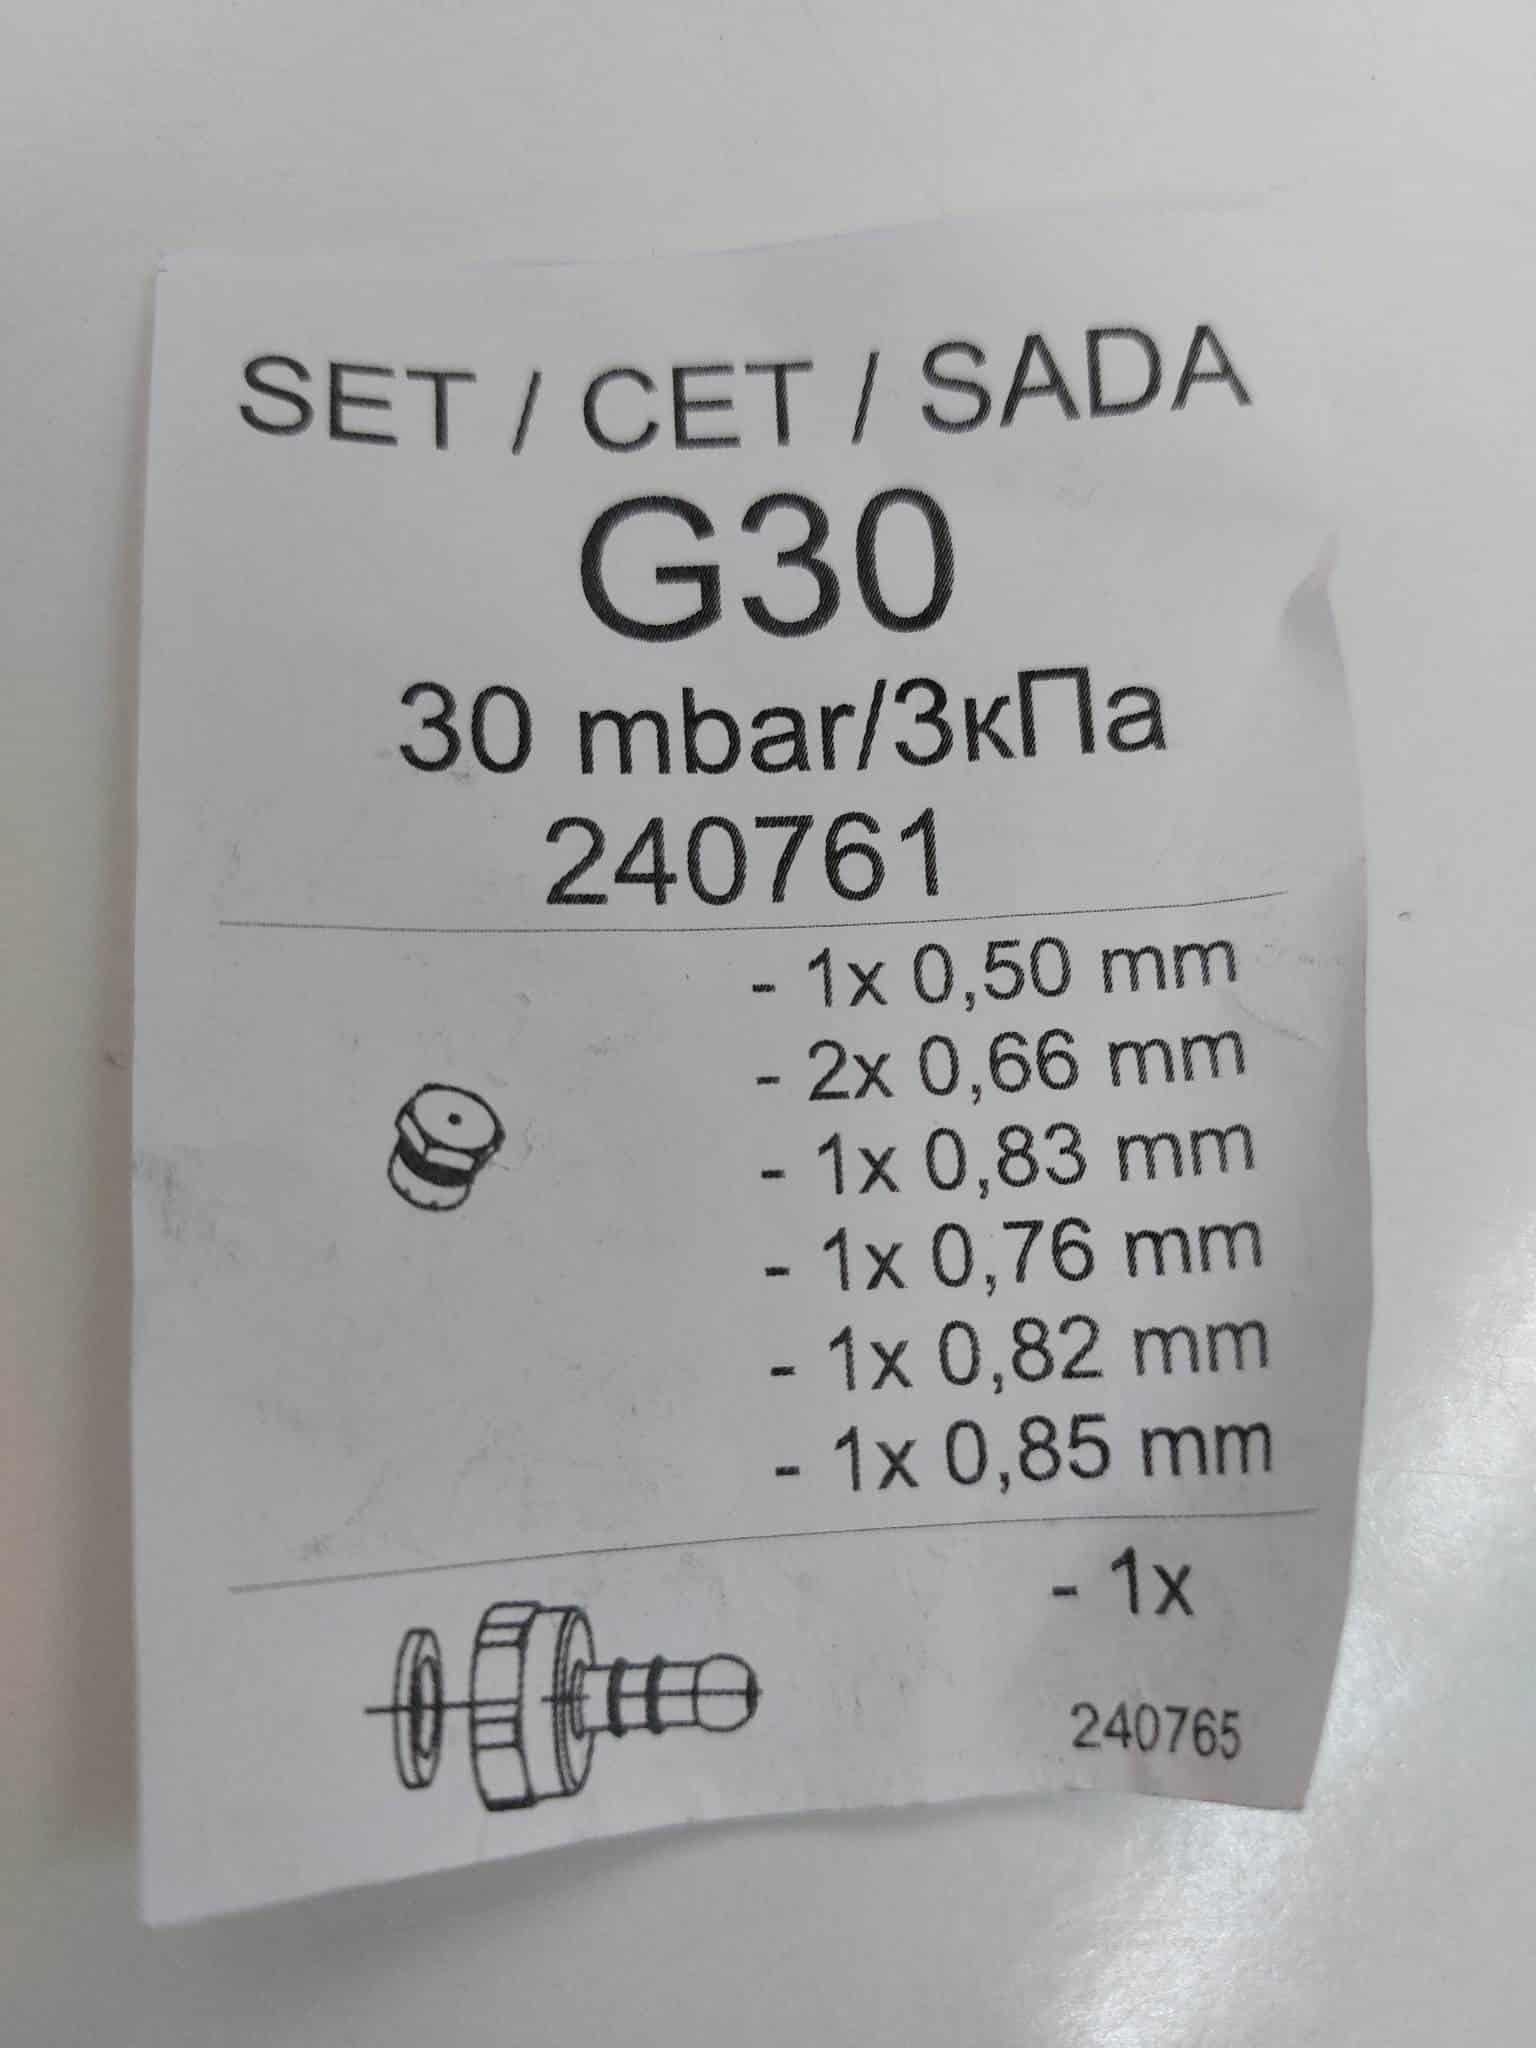 SET / CET / SADA
G30
30 mbar/3кПа
240761
- 1x 0,50 mm
- 2x 0,66 mm
- 1x 0,83 mm
- 1x 0,76 mm
- 1x 0,82 mm
- 1x 0,85 mm
- 1x
240765